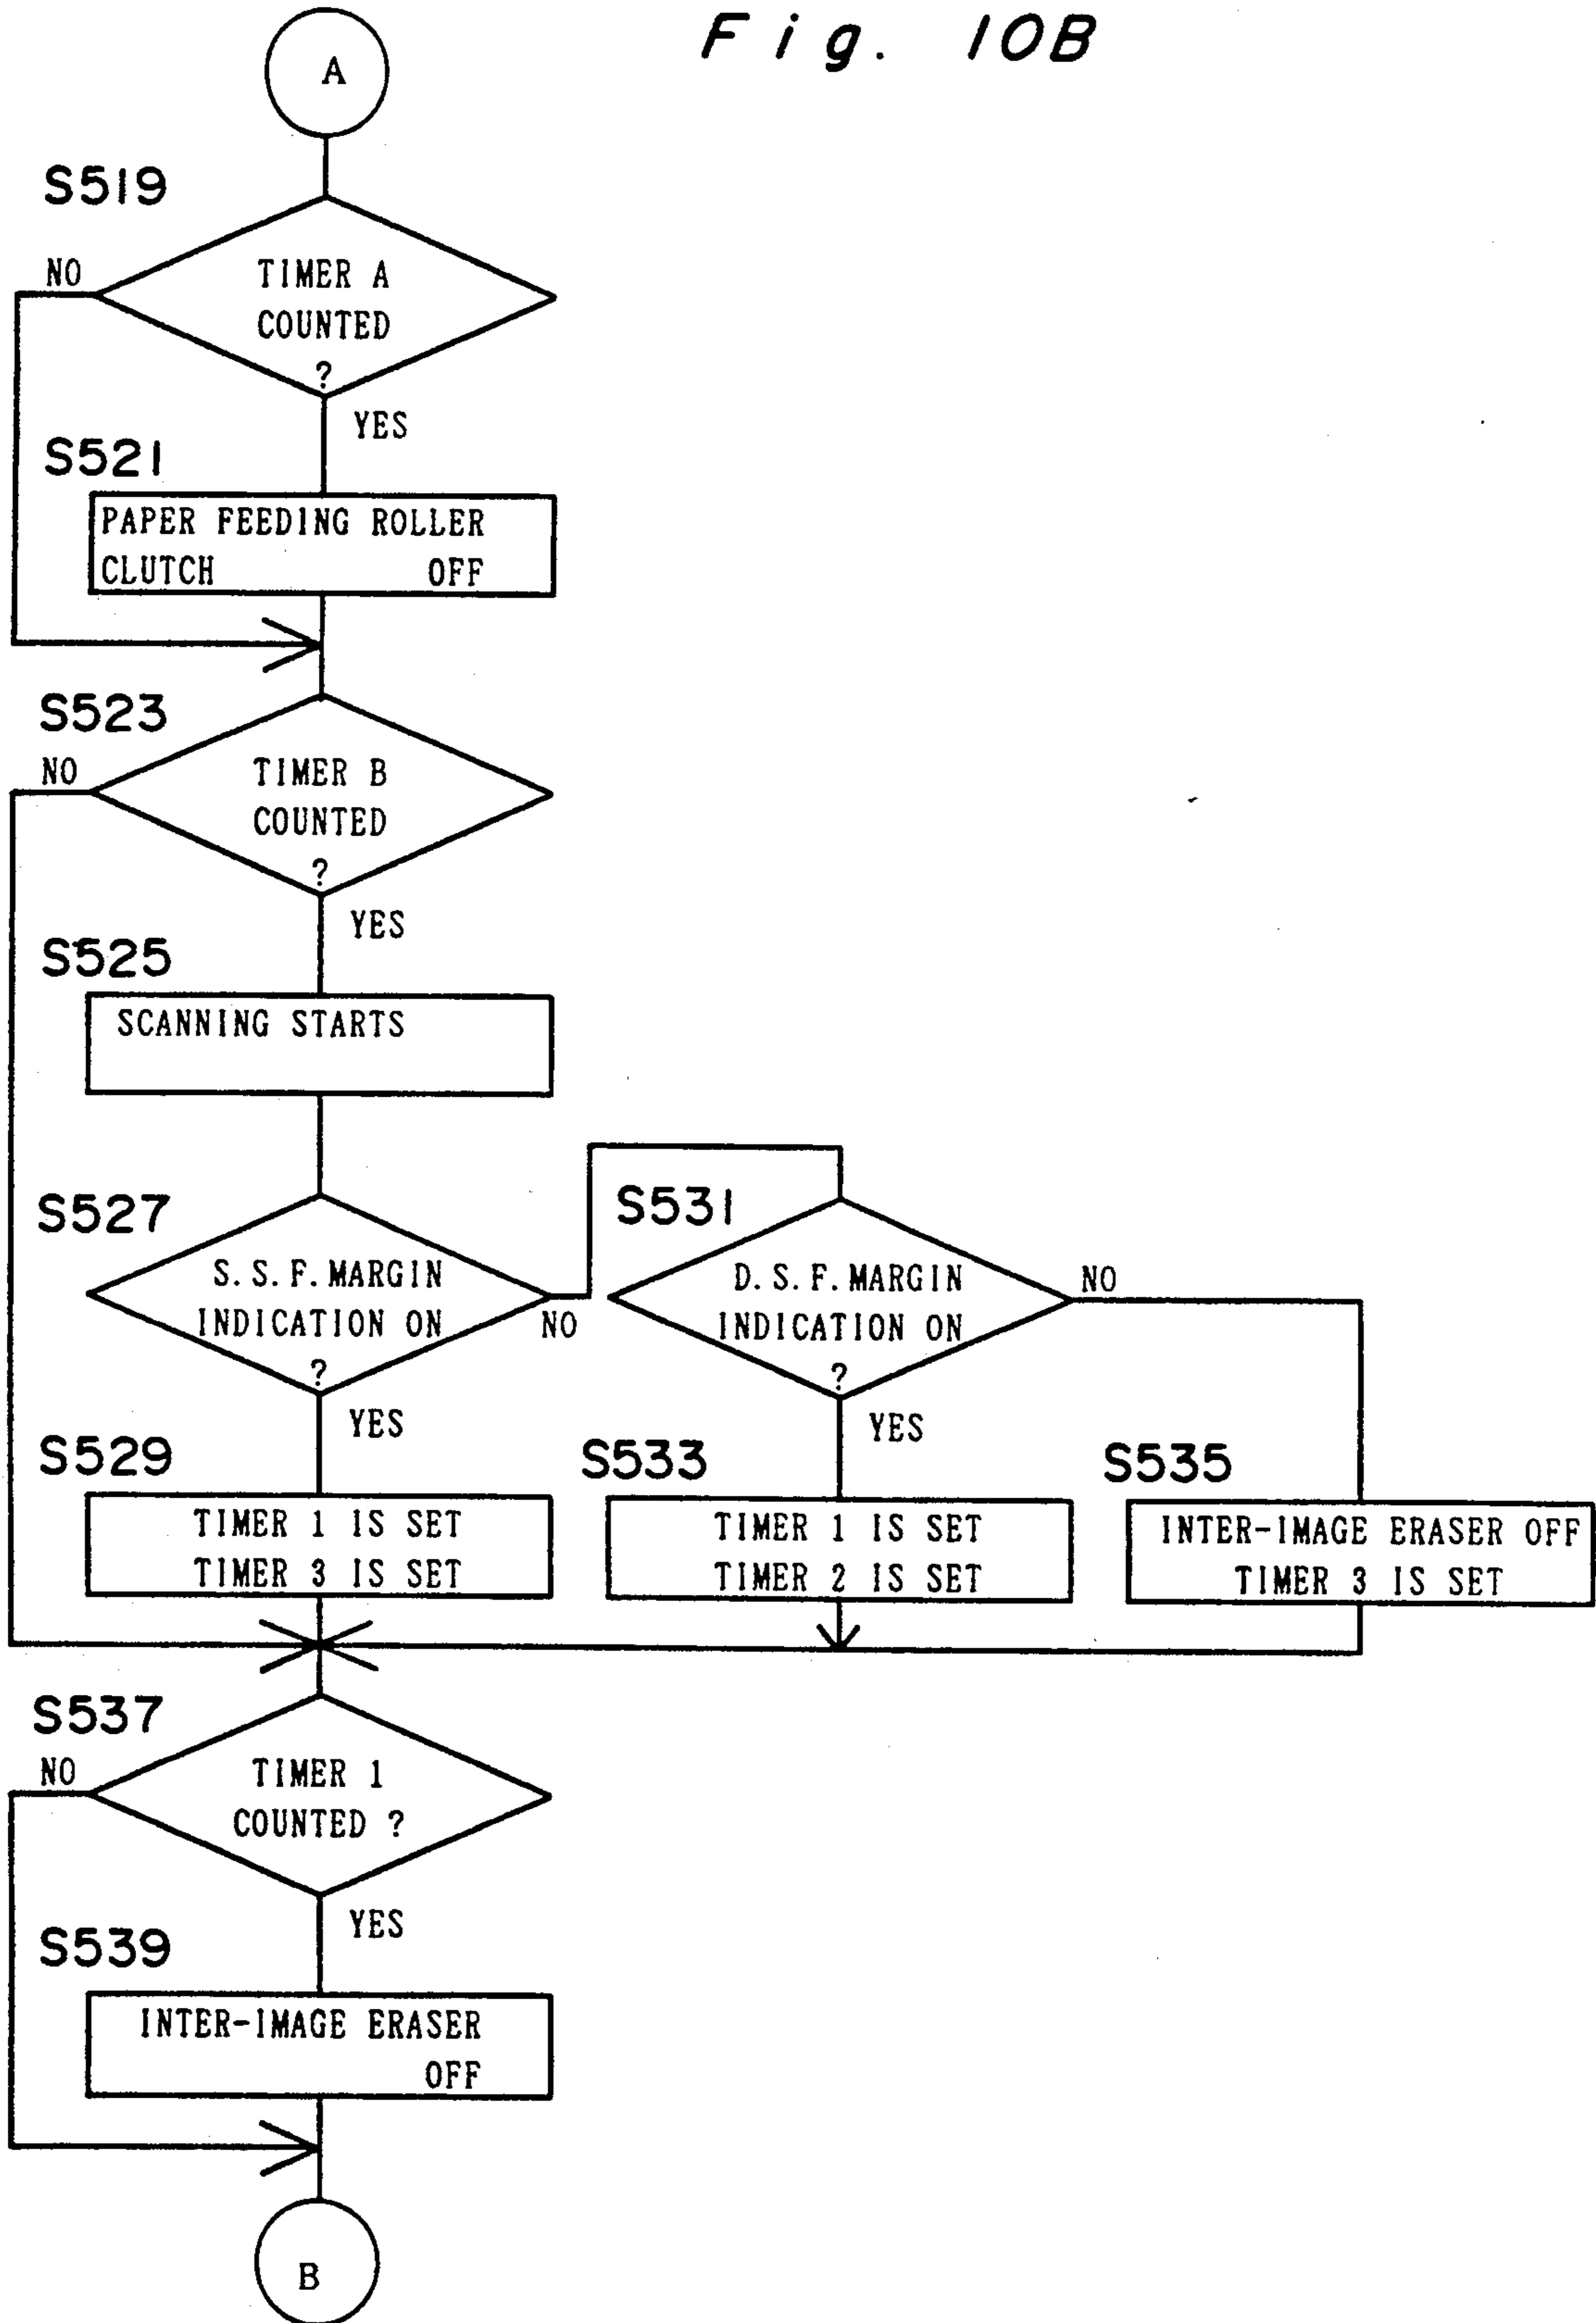 Fig. 10B
A
S519
NO
TIMER A
COUNTED
?
YES
S521
PAPER FEEDING ROLLER
CLUTCH OFF
S523
NO
TIMER B
COUNTED
?
YES
S525
SCANNING STARTS
S527
S.S.F.MARGIN
INDICATION ON
?
NO
YES
S531
D.S.F.MARGIN
INDICATION ON
?
NO
YES
S529
TIMER 1 IS SET
TIMER 3 IS SET
S533
TIMER 1 IS SET
TIMER 2 IS SET
S535
INTER-IMAGE ERASER OFF
TIMER 3 IS SET
S537
NO
TIMER 1
COUNTED ?
YES
S539
INTER-IMAGE ERASER
OFF
B